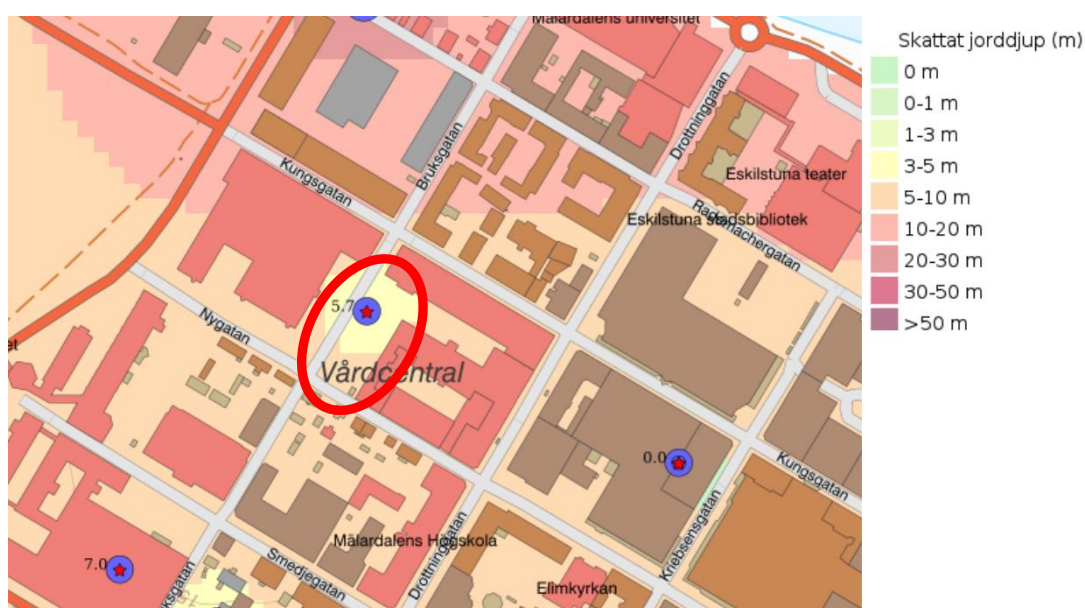 Mälardalens universitet
Skattat jorddjup (m)
0 m
0-1 m
1-3 m
3-5 m
5-10 m
10-20 m
20-30 m
30-50 m
>50 m
Drottninggatan
Bruksgatan
Kungsgatan
Eskilstuna teater
Rademachergatan
Eskilstuna stadsbibliotek
5.7
Nygatan
et
Vårdcentral
0.0
Kungsgatan
Kriebsensgatan
Mälardalens Högskola
Drottninggatan
7.0
Smedjegatan
ksgatan
Elimkyrkan